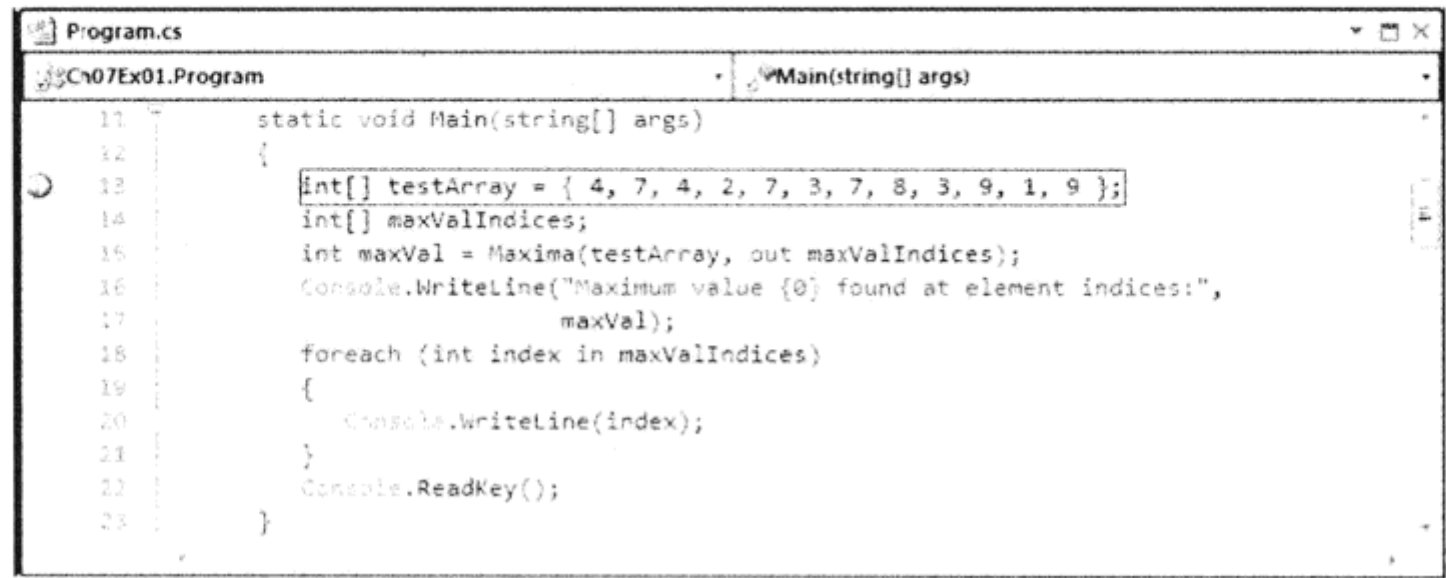 Program.cs
Ch07Ex01.Program Main(string[] args)
11 static void Main(string[] args)
12 {
13 int[] testArray = { 4, 7, 4, 2, 7, 3, 7, 8, 3, 9, 1, 9 };
14 int[] maxValIndices;
15 int maxVal = Maxima(testArray, out maxValIndices);
16 Console.WriteLine("Maximum value {0} found at element indices:",
17 maxVal);
18 foreach (int index in maxValIndices)
19 {
20 Console.WriteLine(index);
21 }
22 Console.ReadKey();
23 }